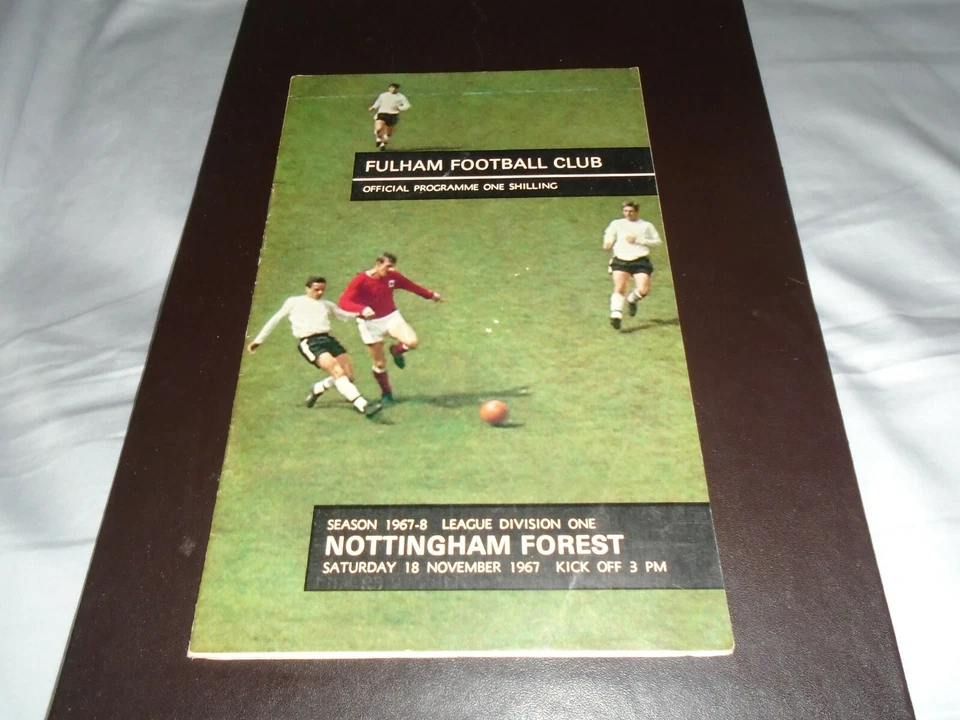 FULHAM FOOTBALL CLUB
OFFICIAL PROGRAMME ONE SHILLING
SEASON 1967-8 LEAGUE DIVISION ONE
NOTTINGHAM FOREST
SATURDAY 18 NOVEMBER 1967 KICK OFF 3 PM